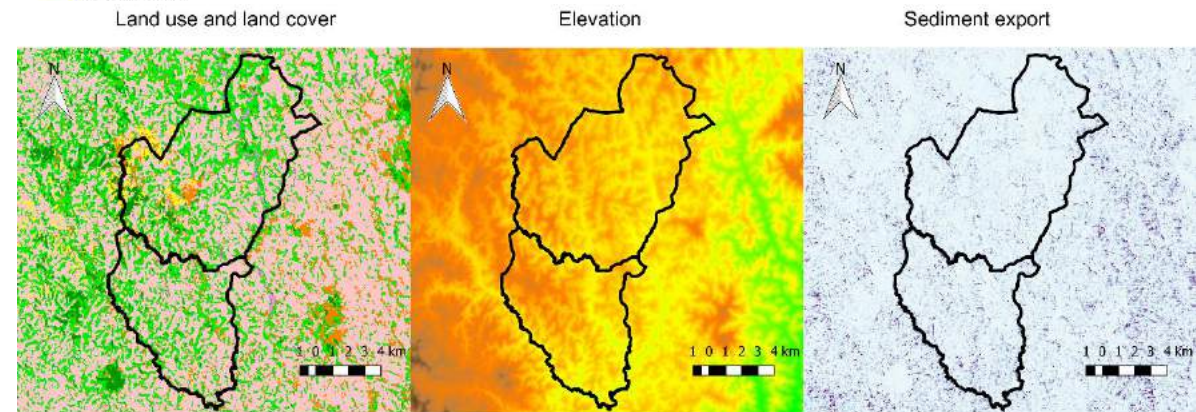 Land use and land cover
Elevation
Sediment export
N
N
N
1 0 1 2 3 4 km
1 0 1 2 3 4 km
1 0 1 2 3 4 km